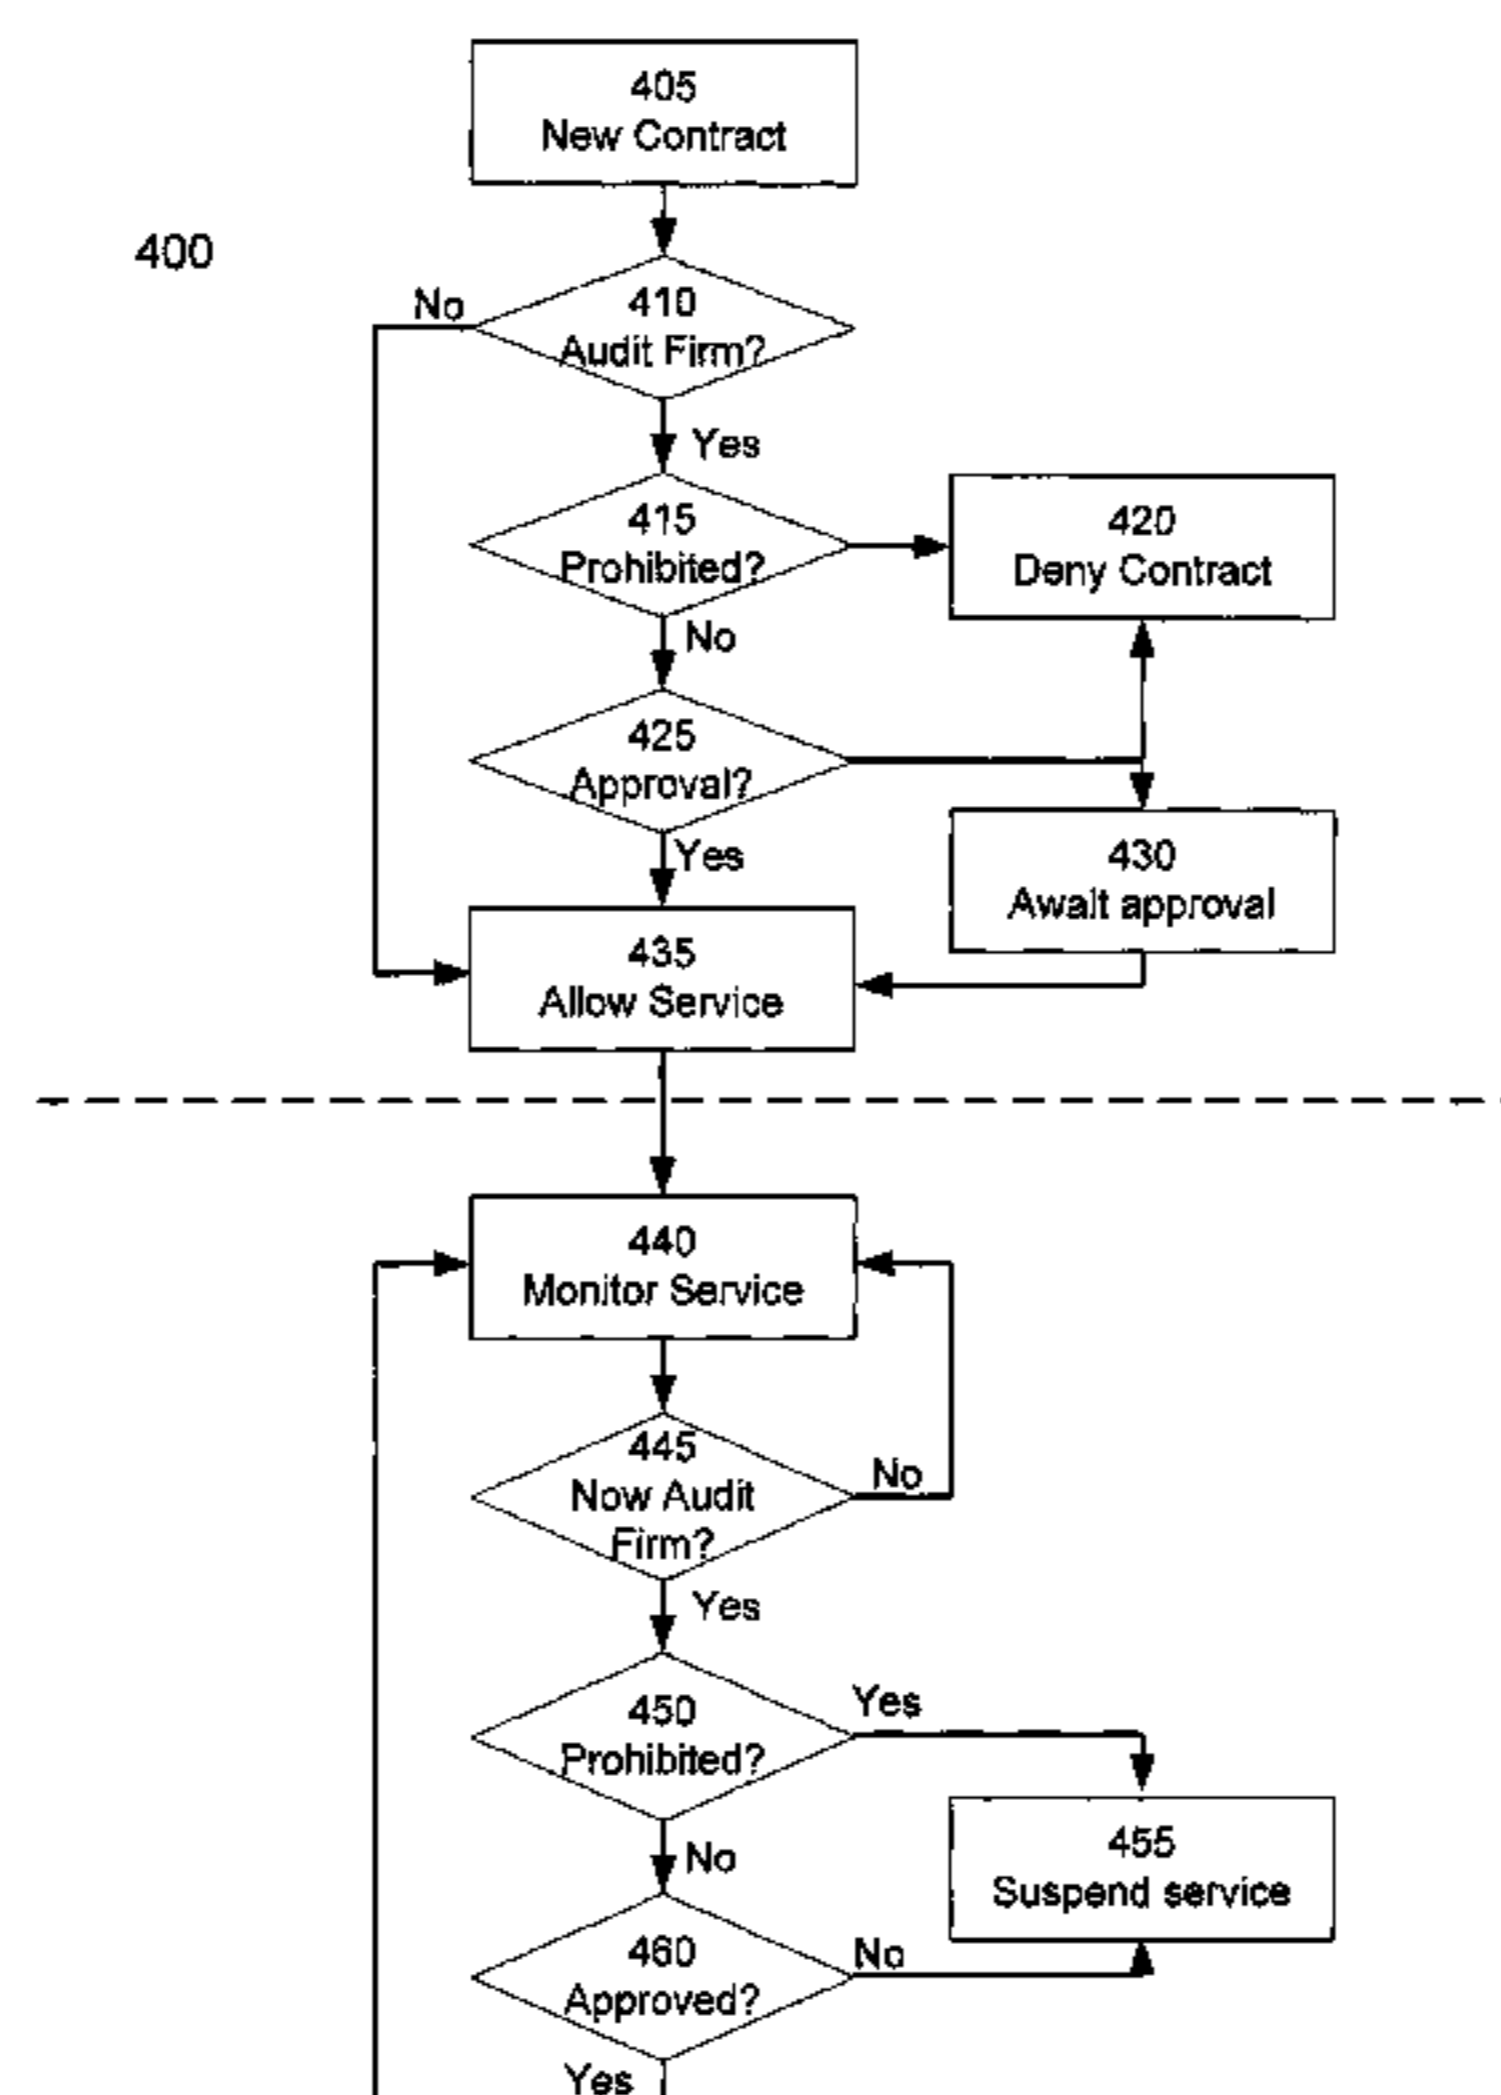 405
New Contract
400
No
410
Audit Firm?
Yes
415
Prohibited?
420
Deny Contract
No
425
Approval?
Yes
430
Await approval
435
Allow Service
440
Monitor Service
445
Now Audit
Firm?
No
Yes
450
Prohibited?
Yes
455
Suspend service
No
460
Approved?
No
Yes